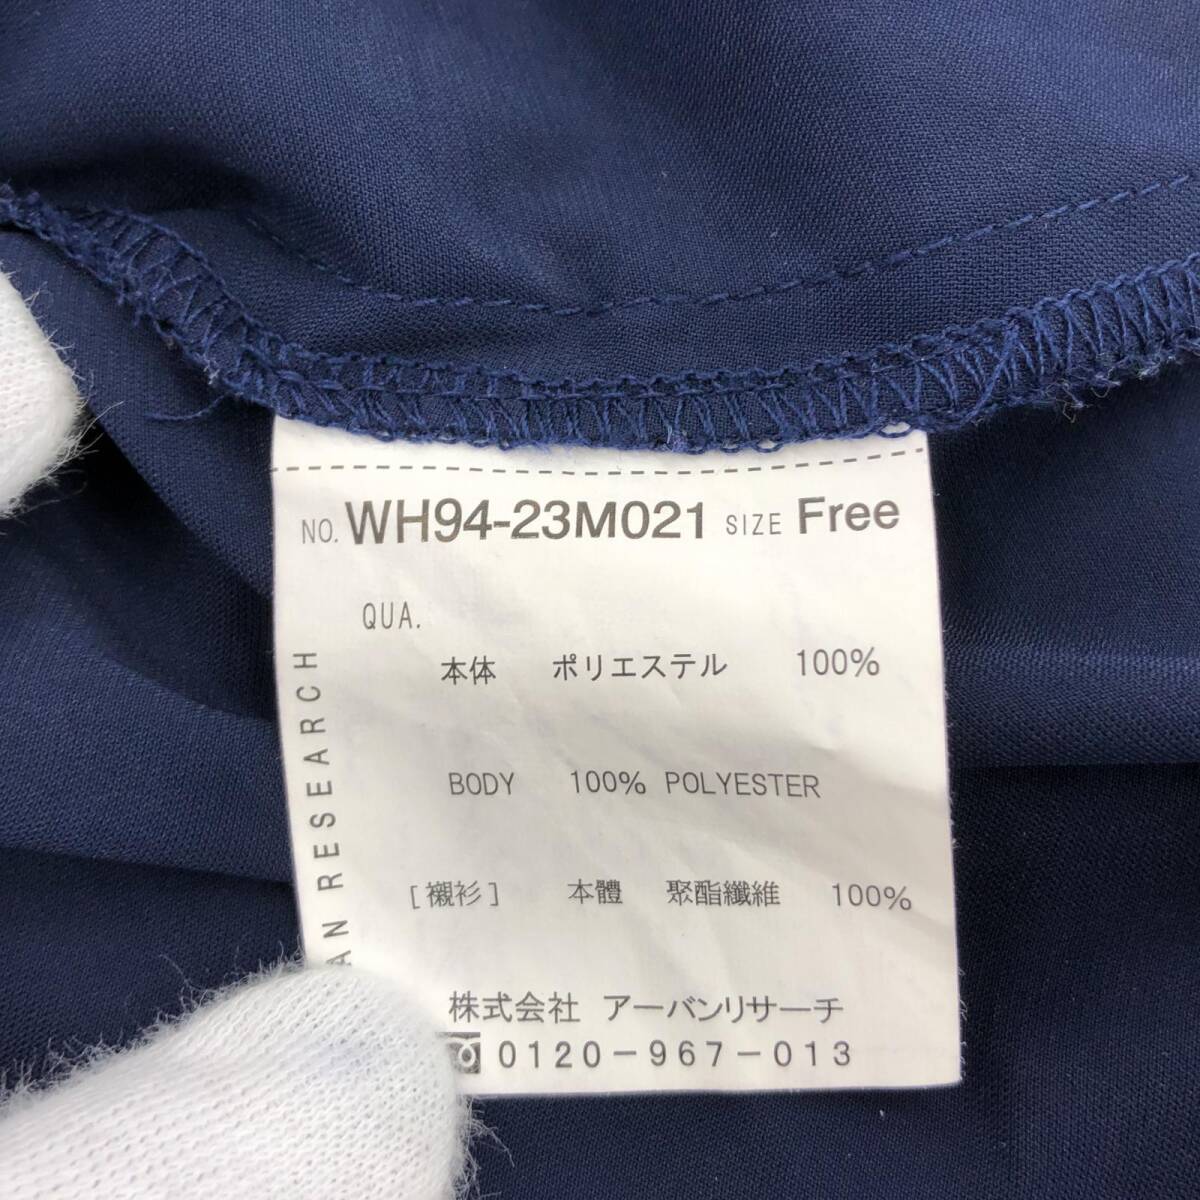 NO. WH94-23M021 SIZE Free
QUA.
本体 ポリエステル 100%
BODY 100% POLYESTER
[襯衫] 本體 聚酯纖維 100%
株式会社 アーバンリサーチ
0120-967-013
AN RESEARCH